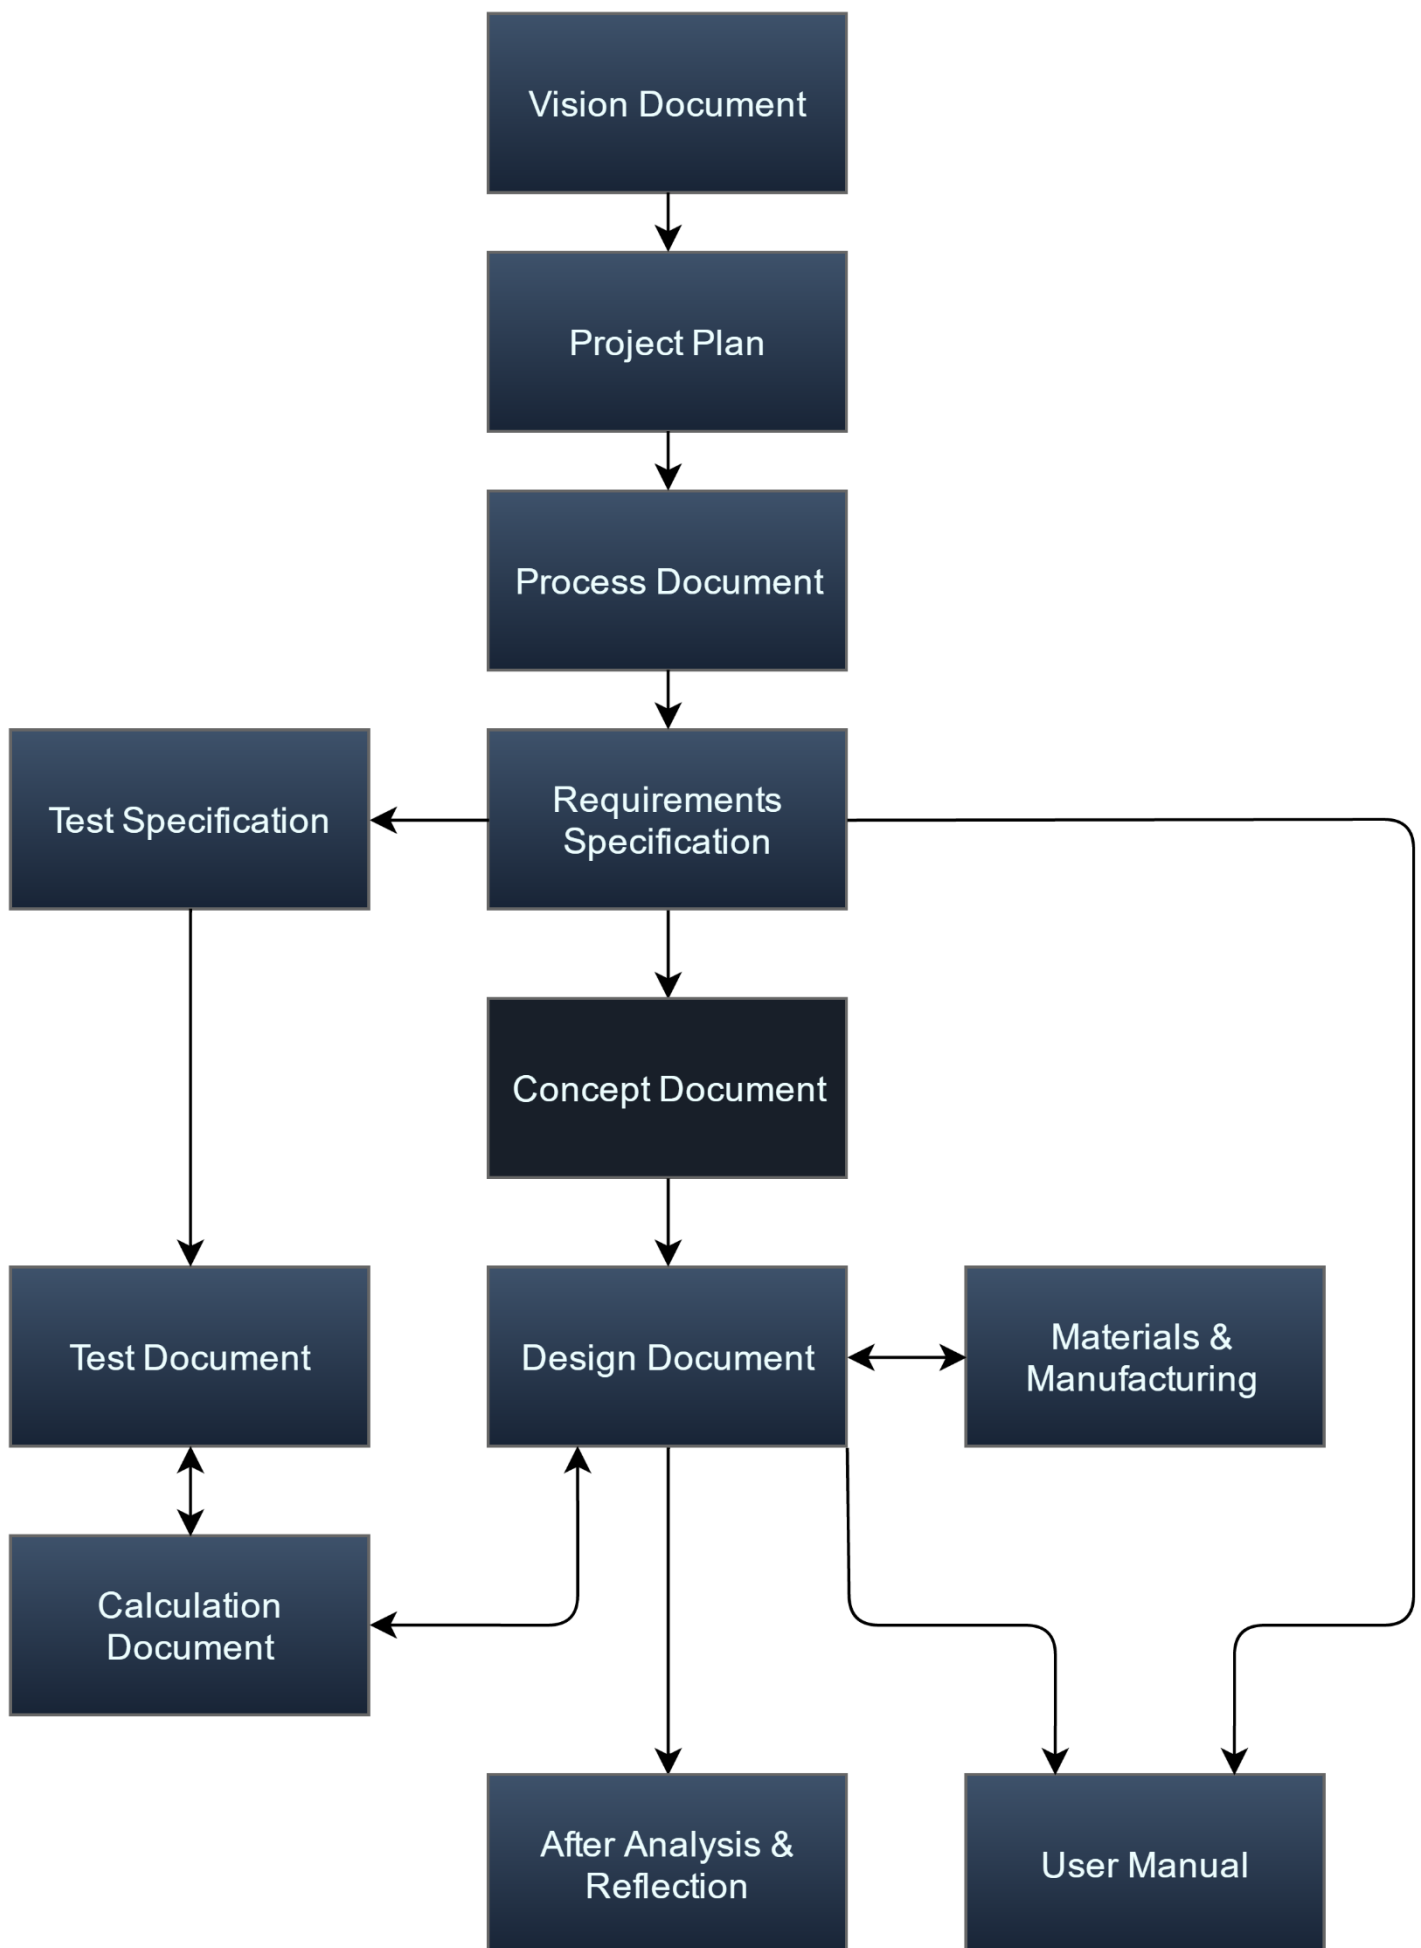 Vision Document
Project Plan
Process Document
Test Specification
Requirements
Specification
Concept Document
Test Document
Design Document
Materials &
Manufacturing
Calculation
Document
After Analysis &
Reflection
User Manual